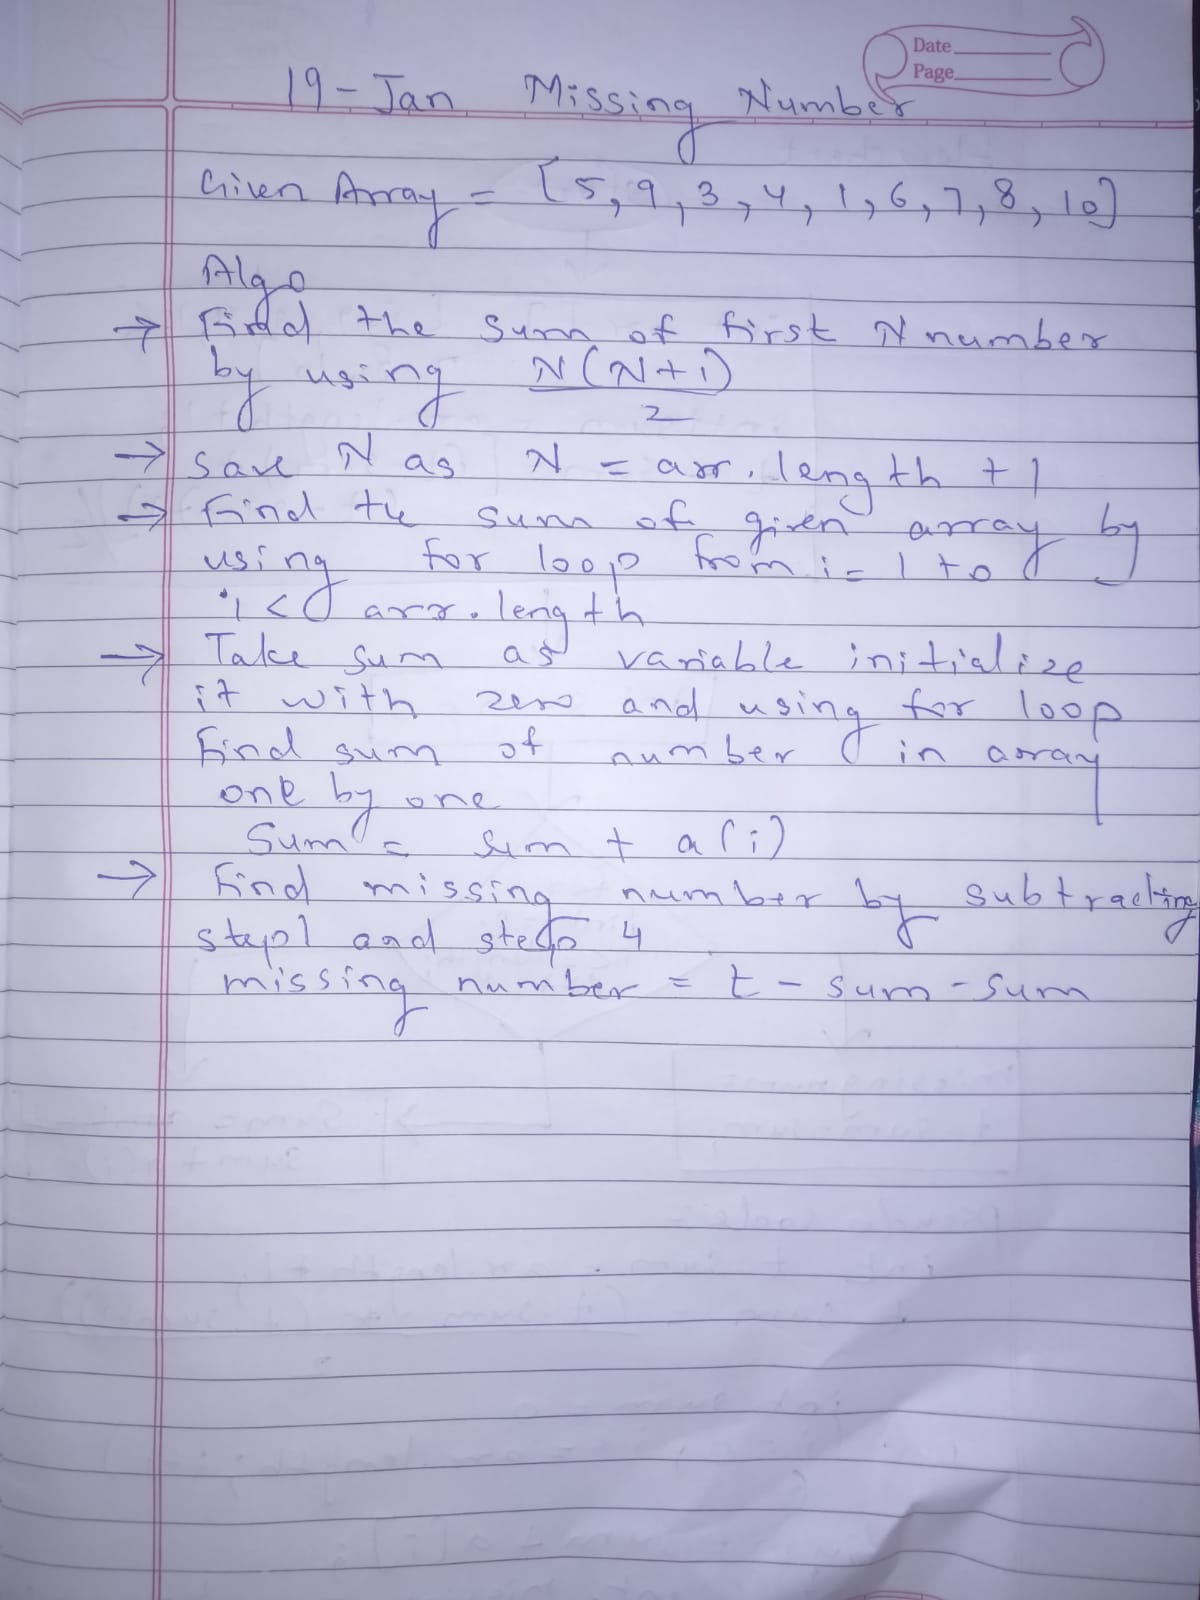 Date
Page
19-Jan Missing Number
Given Array = [5, 9, 3, 4, 1, 6, 7, 8, 10]
Algo
→ Find the sum of first N number
by using N(N+1)
2
→ Save N as N = arr.length + 1
→ Find the sum of given array by
using for loop from i = 1 to
i < arr.length
→ Take sum as variable initialize
it with zero and using for loop
Find sum of number in array
one by one
Sum = sum + a(i)
→ Find missing number by subtracting
step1 and step 4
missing number = t - sum - sum